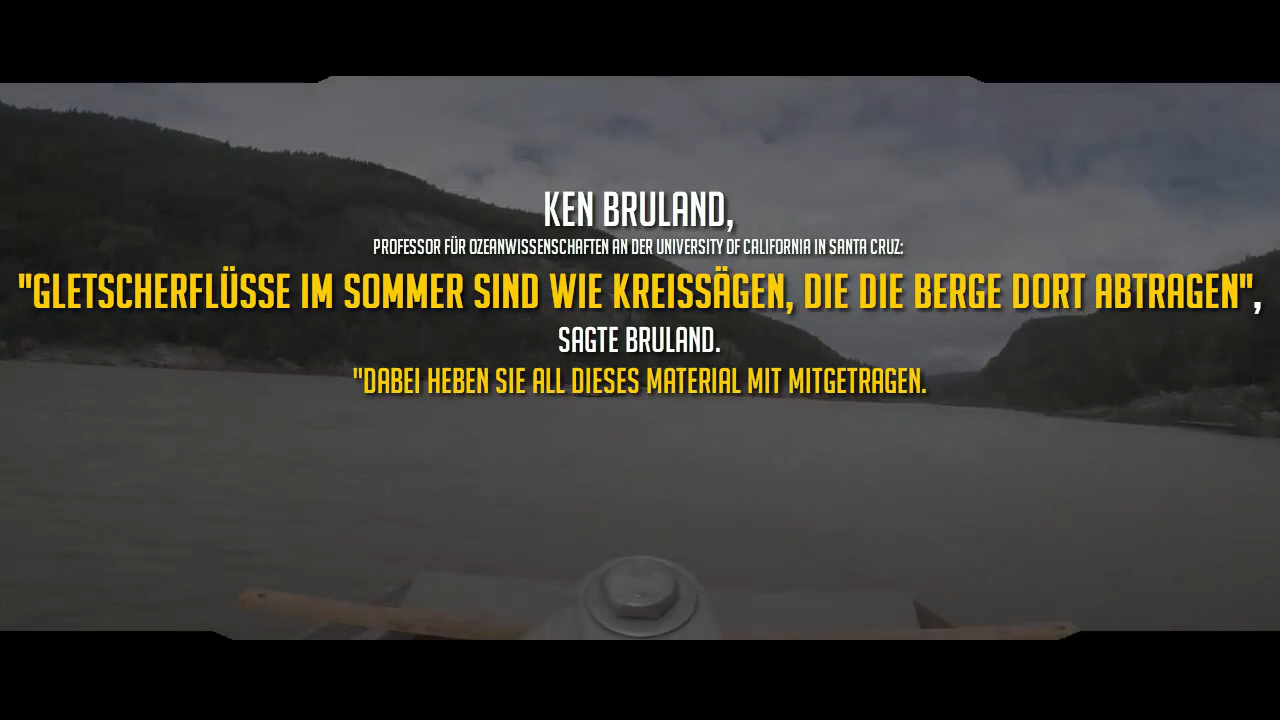 KEN BRULAND,
PROFESSOR FÜR OZEANWISSENSCHAFTEN AN DER UNIVERSITY OF CALIFORNIA IN SANTA CRUZ:
"GLETSCHERFLÜSSE IM SOMMER SIND WIE KREISSÄGEN, DIE DIE BERGE DORT ABTRAGEN",
SAGTE BRULAND.
"DABEI HEBEN SIE ALL DIESES MATERIAL MIT MITGETRAGEN.